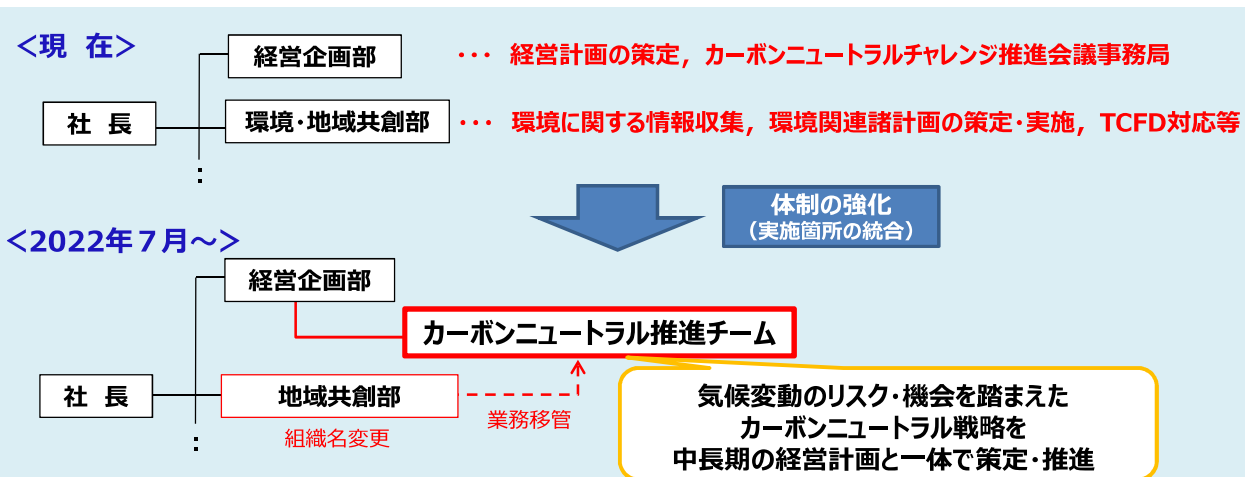 <現 在>
経営企画部
･･･ 経営計画の策定，カーボンニュートラルチャレンジ推進会議事務局
社 長
環境･地域共創部
･･･ 環境に関する情報収集，環境関連諸計画の策定･実施，TCFD対応等
:
体制の強化
（実施箇所の統合）
<2022年７月～>
経営企画部
カーボンニュートラル推進チーム
社 長
地域共創部
業務移管
組織名変更
:
気候変動のリスク･機会を踏まえた
カーボンニュートラル戦略を
中長期の経営計画と一体で策定･推進